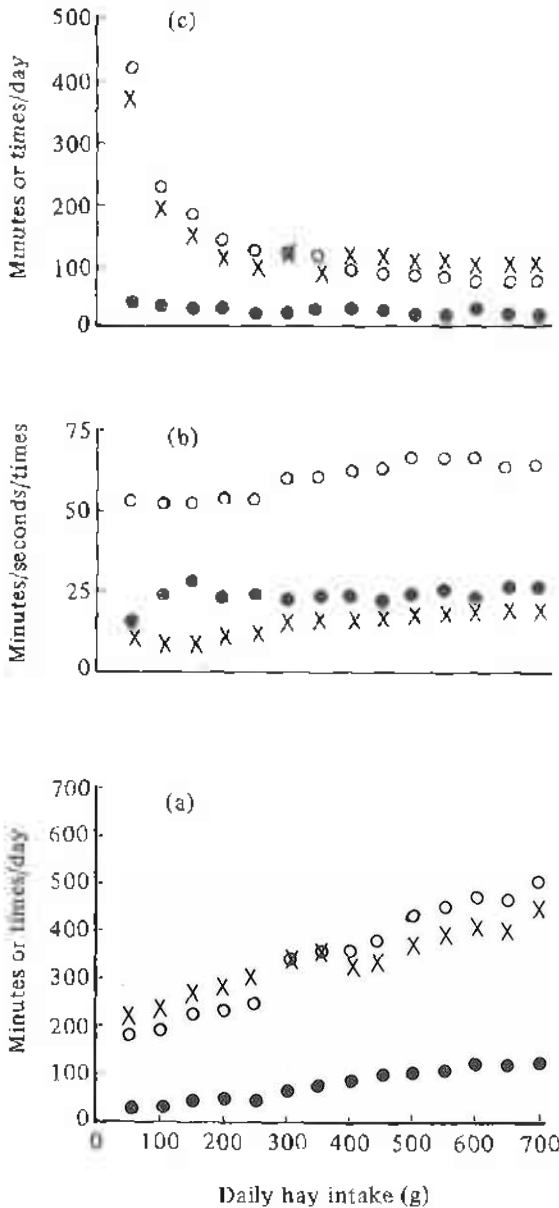 500
(c)
400
300
200
100
0
Minutes or times/day
75
(b)
50
25
0
Minutes/seconds/times
700
(a)
600
500
400
300
200
100
0
Minutes or times/day
0 100 200 300 400 500 600 700
Daily hay intake (g)